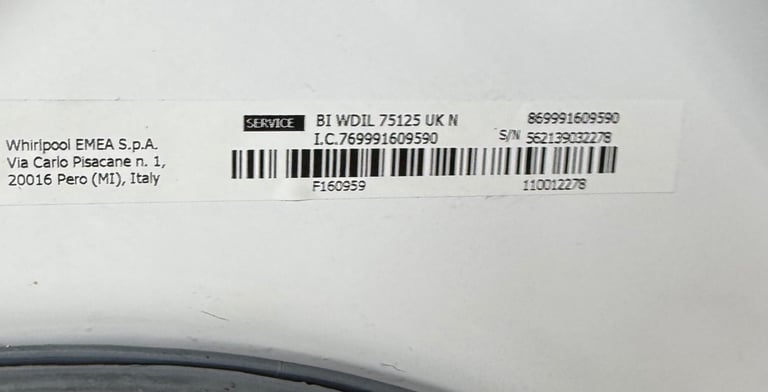 Whirlpool EMEA S.p.A.
Via Carlo Pisacane n. 1,
20016 Pero (MI), Italy
SERVICE BI WDIL 75125 UK N 869991609590
I.C.769991609590 S/N 562139032278
F160959 110012278